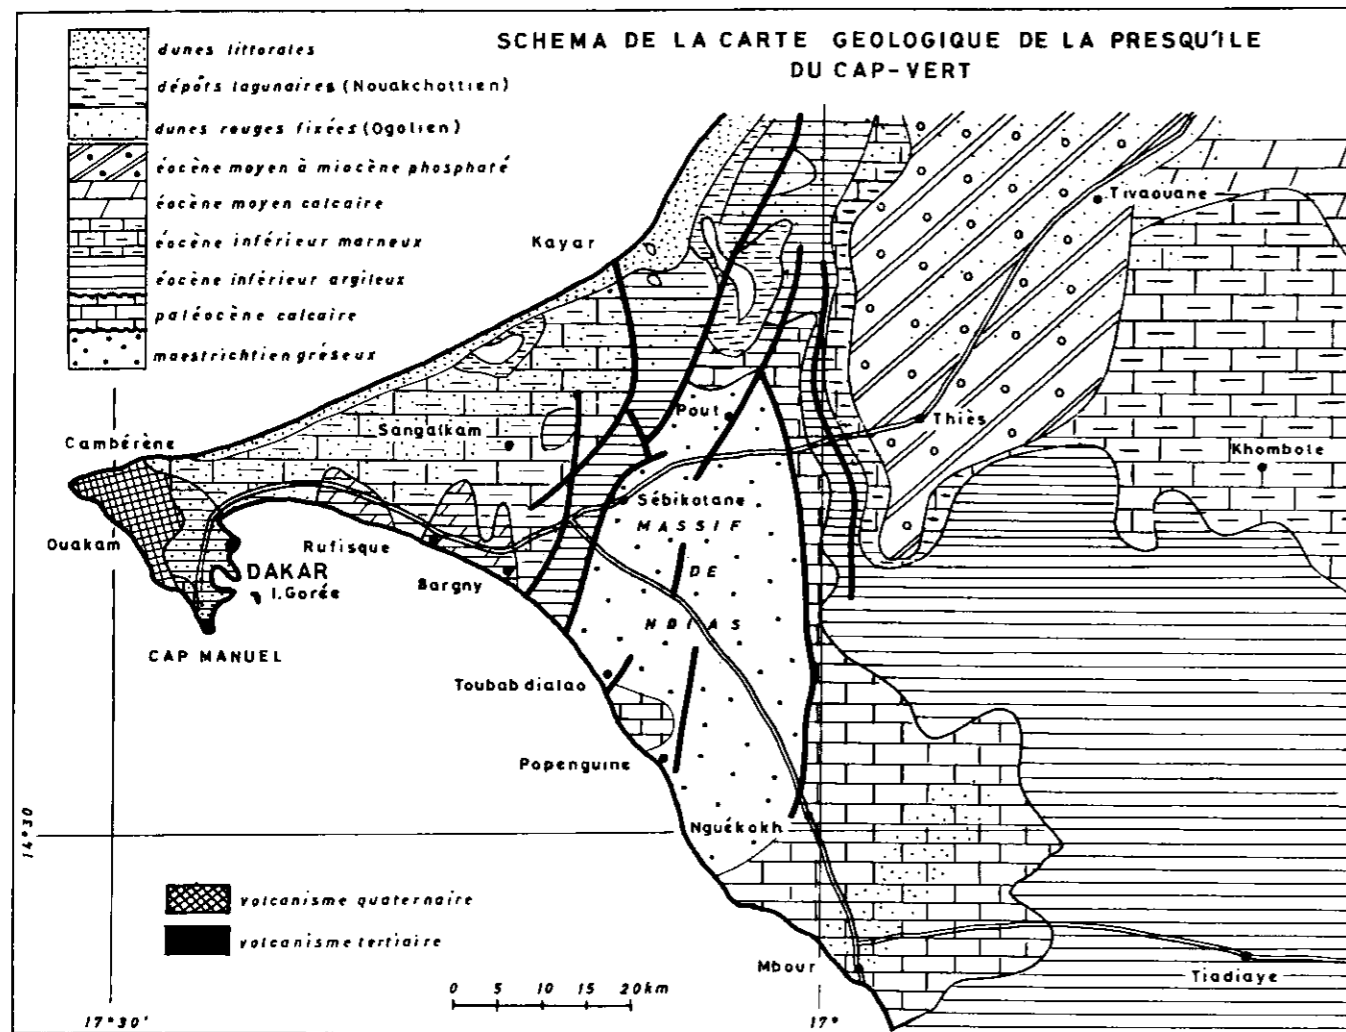 SCHEMA DE LA CARTE GEOLOGIQUE DE LA PRESQU'ILE
DU CAP-VERT
dunes littorales
dépôts lagunaires (Nouakchottien)
dunes rouges fixées (Ogolien)
éocène moyen à miocène phosphaté
éocène moyen calcaire
éocène inférieur marneux
éocène inférieur argileux
paléocène calcaire
maestrichtien gréseux
Tivaouane
Kayar
Pout
Thiès
Sangalkam
Cambérène
Khombole
Sébikotane
MASSIF
Ouakam
Rufisque
DAKAR
DE
Bargny
I. Gorée
NDIAS
CAP MANUEL
Toubab dialao
Popenguine
Nguékokh
14°30
volcanisme quaternaire
volcanisme tertiaire
Mbour
Tiadiaye
0 5 10 15 20 km
17°30'
17°